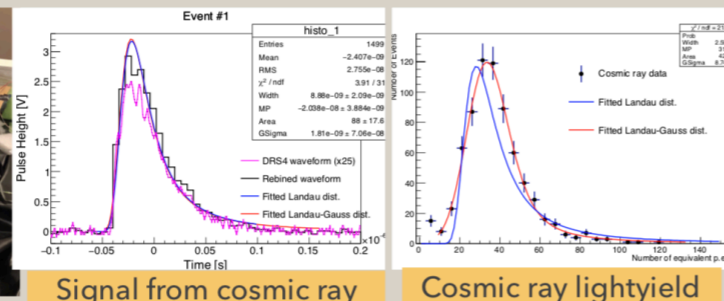 Event #1
histo_1
Entries 1499
Mean −2.407e−09
RMS 2.755e−08
χ² / ndf 3.91 / 31
Width 8.88e−09 ± 2.09e−09
MP −2.038e−08 ± 3.884e−09
Area 88 ± 17.6
GSigma 1.81e−09 ± 7.06e−08
DRS4 waveform (x25)
Rebined waveform
Fitted Landau dist.
Fitted Landau-Gauss dist.
Pulse Height [V]
3
2.5
2
1.5
1
0.5
0
−0.1 −0.05 0 0.05 0.1 0.15 0.2
Time [s]
Signal from cosmic ray
χ² / ndf = 21
Prob
Width
MP
Area
GSigma
Cosmic ray data
Fitted Landau dist.
Fitted Landau-Gauss dist.
Number of Events
140
120
100
80
60
40
20
0
0 20 40 60 80 100 120 140
Number of equivalent p.e
Cosmic ray lightyield